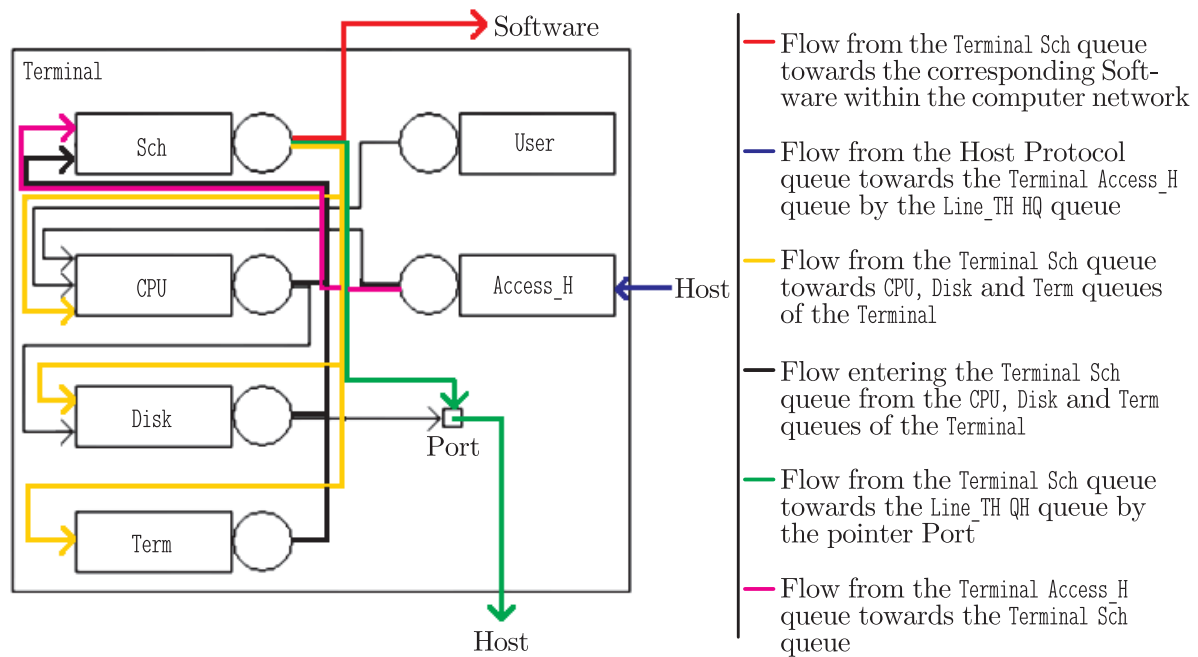 Software
Terminal
Sch
User
CPU
Access_H
Host
Disk
Port
Term
Host
Flow from the Terminal Sch queue
towards the corresponding Soft-
ware within the computer network
Flow from the Host Protocol
queue towards the Terminal Access_H
queue by the Line_TH HQ queue
Flow from the Terminal Sch queue
towards CPU, Disk and Term queues
of the Terminal
Flow entering the Terminal Sch
queue from the CPU, Disk and Term
queues of the Terminal
Flow from the Terminal Sch queue
towards the Line_TH QH queue by
the pointer Port
Flow from the Terminal Access_H
queue towards the Terminal Sch
queue